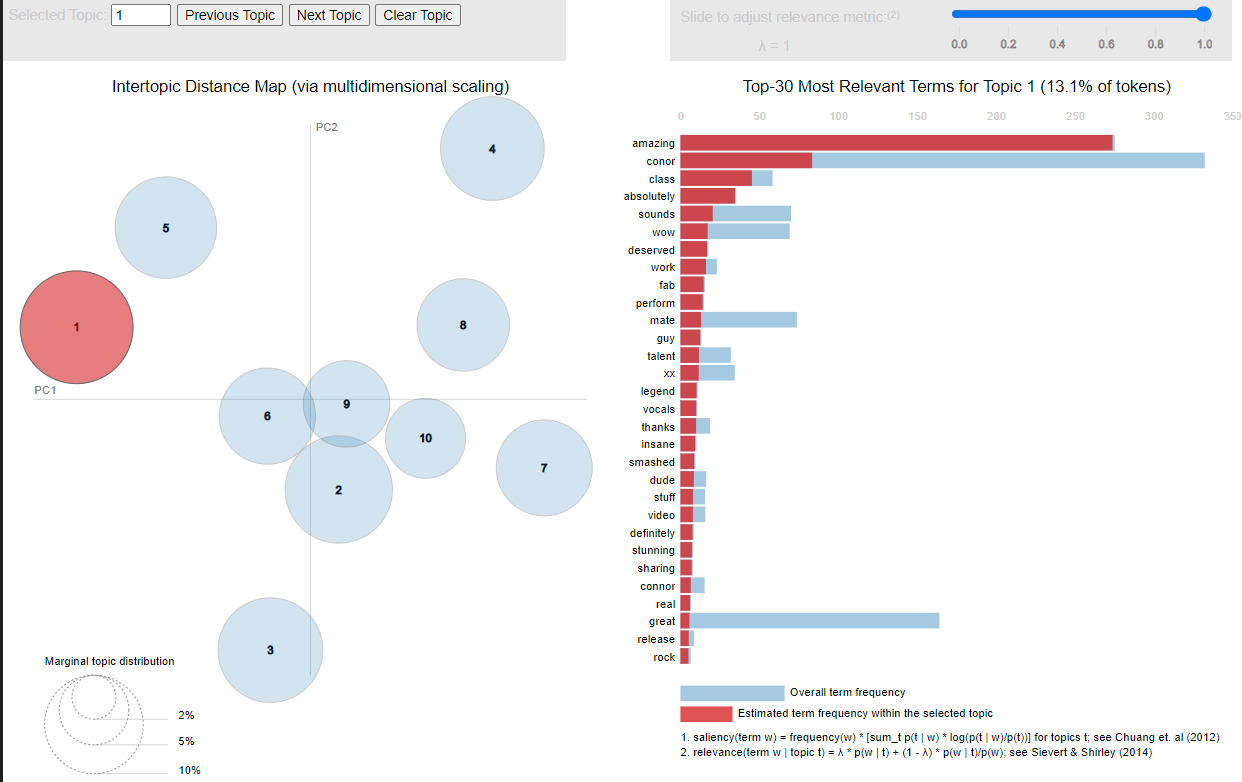 Selected Topic: 1 Previous Topic Next Topic Clear Topic
Slide to adjust relevance metric:(2)
λ = 1
0.0 0.2 0.4 0.6 0.8 1.0
Intertopic Distance Map (via multidimensional scaling)
PC2
PC1
4
5
1
8
6
9
10
7
2
3
Marginal topic distribution
2%
5%
10%
Top-30 Most Relevant Terms for Topic 1 (13.1% of tokens)
0 50 100 150 200 250 300 350
amazing
conor
class
absolutely
sounds
wow
deserved
work
fab
perform
mate
guy
talent
xx
legend
vocals
thanks
insane
smashed
dude
stuff
video
definitely
stunning
sharing
connor
real
great
release
rock
Overall term frequency
Estimated term frequency within the selected topic
1. saliency(term w) = frequency(w) * [sum_t p(t | w) * log(p(t | w)/p(t))] for topics t; see Chuang et. al (2012)
2. relevance(term w | topic t) = λ * p(w | t) + (1 - λ) * p(w | t)/p(w); see Sievert & Shirley (2014)